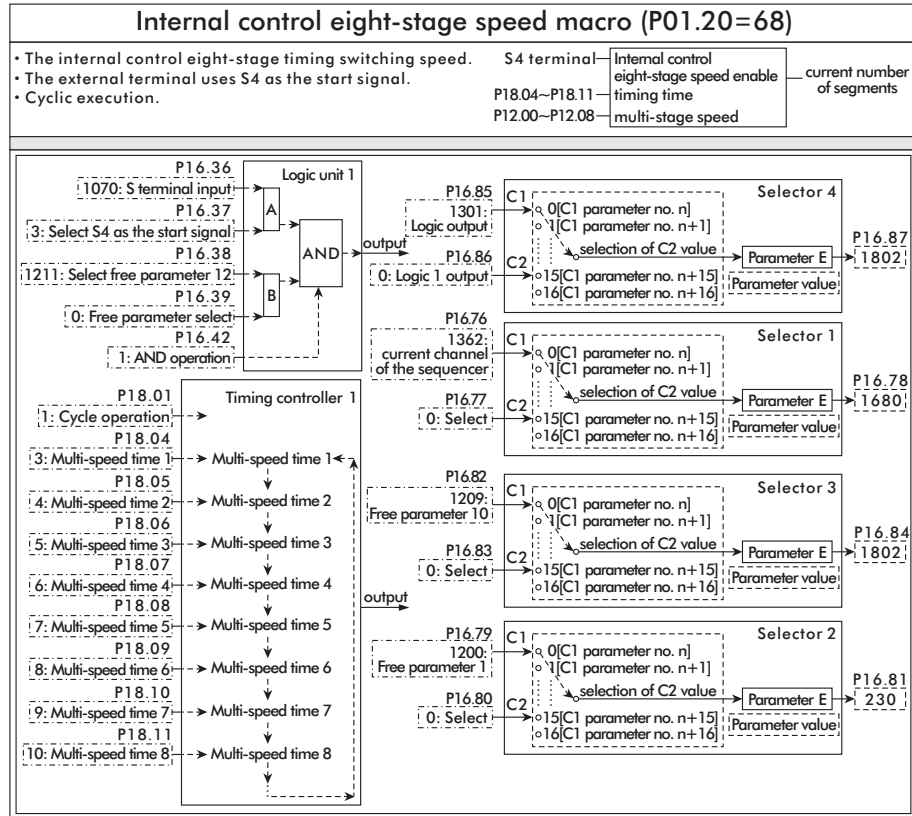 Internal control eight-stage speed macro (P01.20=68)
• The internal control eight-stage timing switching speed.
• The external terminal uses S4 as the start signal.
• Cyclic execution.
S4 terminal
Internal control
eight-stage speed enable
P18.04~P18.11
timing time
P12.00~P12.08
multi-stage speed
current number
of segments
P16.36
1070: S terminal input
P16.37
3: Select S4 as the start signal
P16.38
1211: Select free parameter 12
P16.39
0: Free parameter select
P16.42
1: AND operation
Logic unit 1
A
B
AND
output
P18.01
1: Cycle operation
P18.04
3: Multi-speed time 1
P18.05
4: Multi-speed time 2
P18.06
5: Multi-speed time 3
P18.07
6: Multi-speed time 4
P18.08
7: Multi-speed time 5
P18.09
8: Multi-speed time 6
P18.10
9: Multi-speed time 7
P18.11
10: Multi-speed time 8
Timing controller 1
Multi-speed time 1
Multi-speed time 2
Multi-speed time 3
Multi-speed time 4
Multi-speed time 5
Multi-speed time 6
Multi-speed time 7
Multi-speed time 8
output
P16.85
1301:
Logic output
P16.86
0: Logic 1 output
C1
C2
Selector 4
0[C1 parameter no. n]
1[C1 parameter no. n+1]
selection of C2 value
15[C1 parameter no. n+15]
16[C1 parameter no. n+16]
Parameter E
Parameter value
P16.87
1802
P16.76
1362:
current channel
of the sequencer
P16.77
0: Select
C1
C2
Selector 1
0[C1 parameter no. n]
1[C1 parameter no. n+1]
selection of C2 value
15[C1 parameter no. n+15]
16[C1 parameter no. n+16]
Parameter E
Parameter value
P16.78
1680
P16.82
1209:
Free parameter 10
P16.83
0: Select
C1
C2
Selector 3
0[C1 parameter no. n]
1[C1 parameter no. n+1]
selection of C2 value
15[C1 parameter no. n+15]
16[C1 parameter no. n+16]
Parameter E
Parameter value
P16.84
1802
P16.79
1200:
Free parameter 1
P16.80
0: Select
C1
C2
Selector 2
0[C1 parameter no. n]
1[C1 parameter no. n+1]
selection of C2 value
15[C1 parameter no. n+15]
16[C1 parameter no. n+16]
Parameter E
Parameter value
P16.81
230